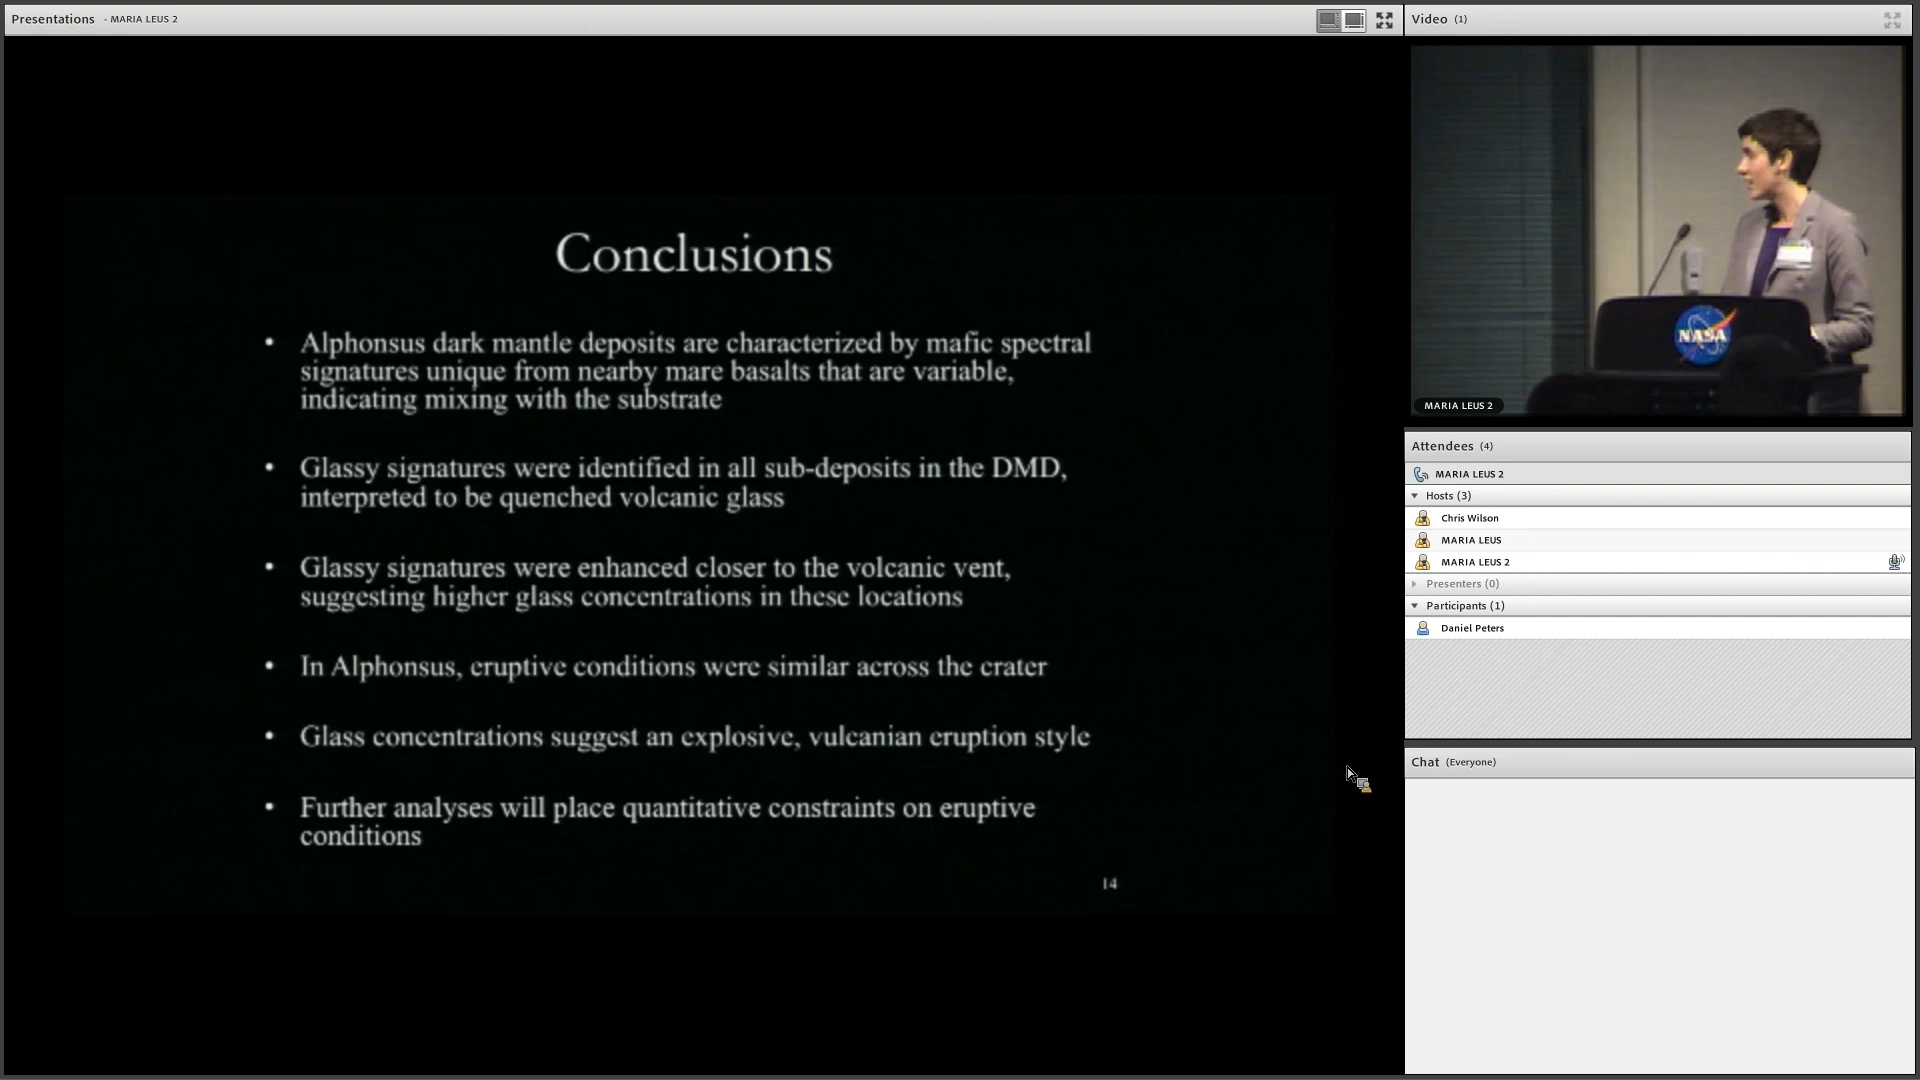 Presentations - MARIA LEUS 2
Conclusions
• Alphonsus dark mantle deposits are characterized by mafic spectral
signatures unique from nearby mare basalts that are variable,
indicating mixing with the substrate
• Glassy signatures were identified in all sub-deposits in the DMD,
interpreted to be quenched volcanic glass
• Glassy signatures were enhanced closer to the volcanic vent,
suggesting higher glass concentrations in these locations
• In Alphonsus, eruptive conditions were similar across the crater
• Glass concentrations suggest an explosive, vulcanian eruption style
• Further analyses will place quantitative constraints on eruptive
conditions
14
Video (1)
NASA
MARIA LEUS 2
Attendees (4)
MARIA LEUS 2
Hosts (3)
Chris Wilson
MARIA LEUS
MARIA LEUS 2
Presenters (0)
Participants (1)
Daniel Peters
Chat (Everyone)